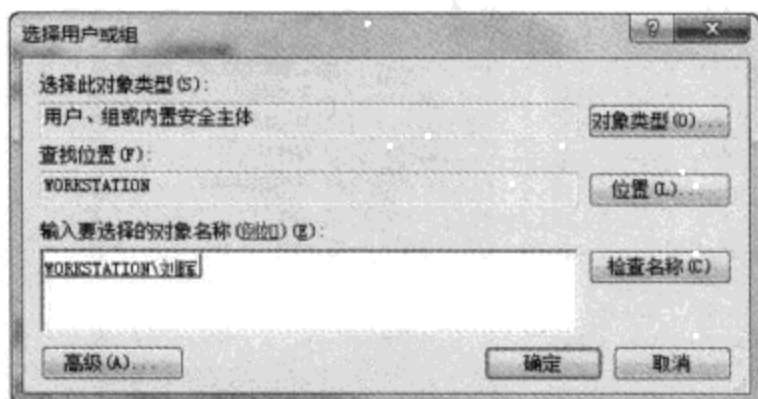 选择用户或组
选择此对象类型(S):
用户、组或内置安全主体
对象类型(O)...
查找位置(F):
WORKSTATION
位置(L)...
输入要选择的对象名称(例如)(E):
WORKSTATION\刘晖
检查名称(C)
高级(A)...
确定
取消